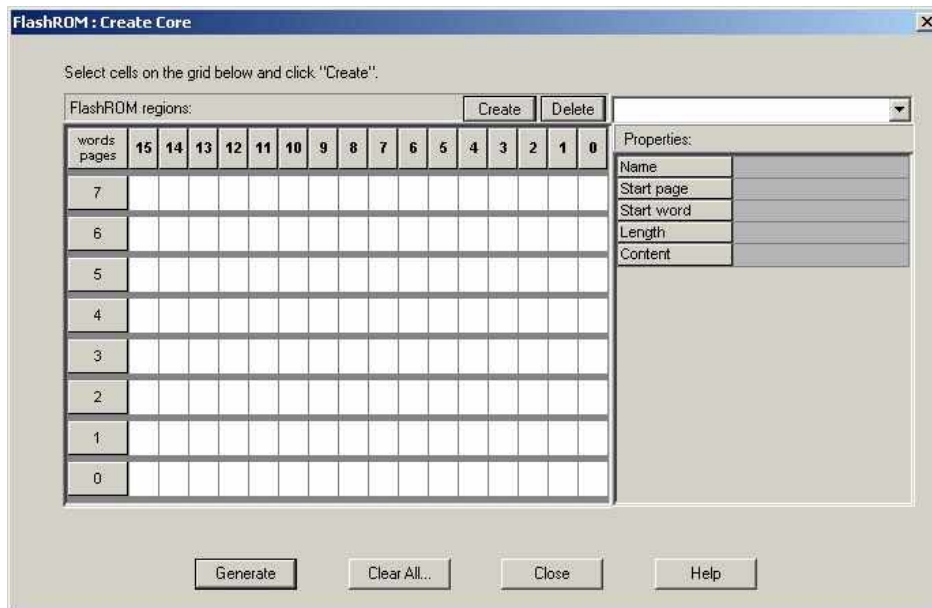 FlashROM : Create Core
Select cells on the grid below and click "Create".
FlashROM regions: Create Delete
words pages 15 14 13 12 11 10 9 8 7 6 5 4 3 2 1 0
7
6
5
4
3
2
1
0
Properties:
Name
Start page
Start word
Length
Content
Generate Clear All... Close Help